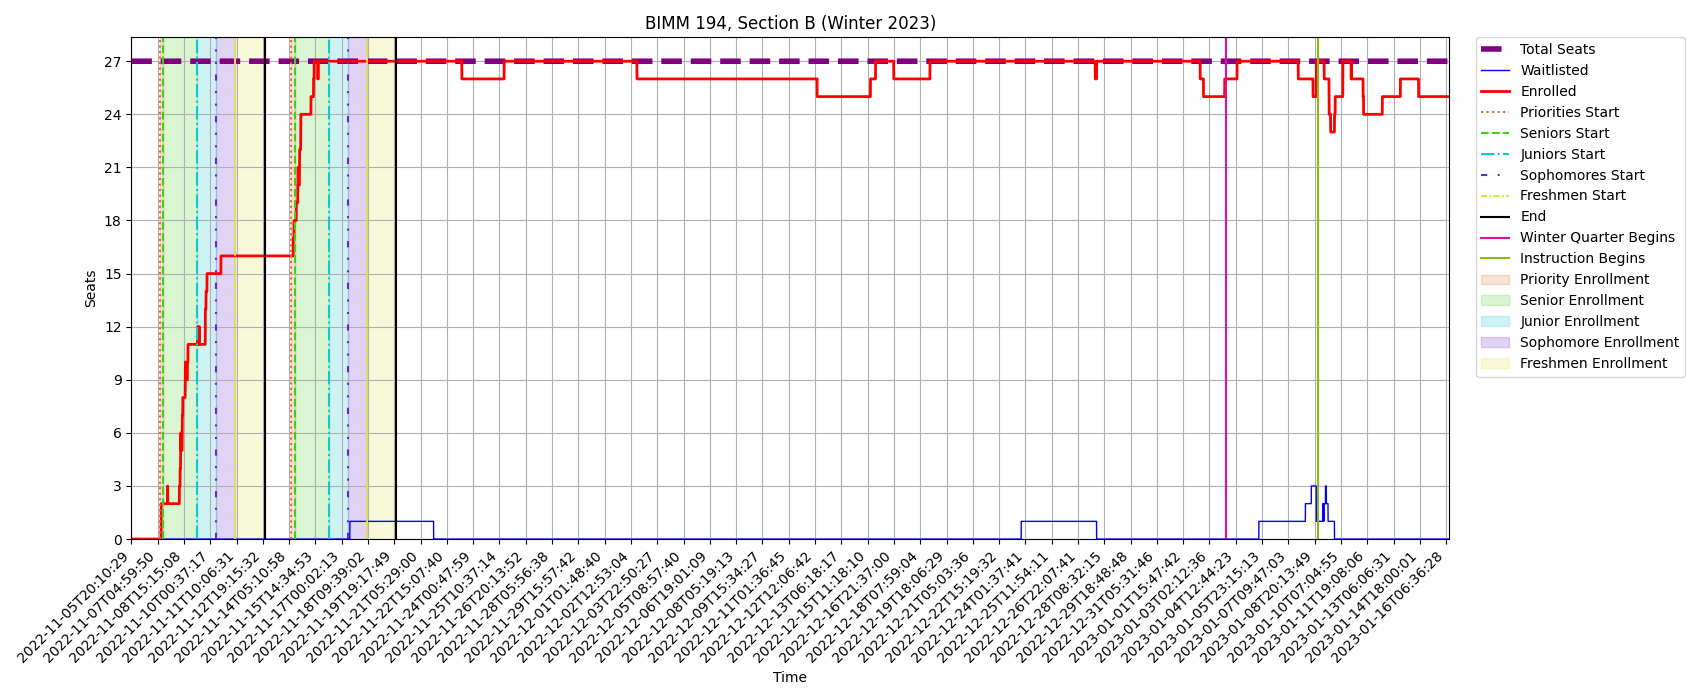 BIMM 194, Section B (Winter 2023)
27
24
21
18
15
12
9
6
3
0
Seats
2022-11-05T20:10:29
2022-11-07T04:59:50
2022-11-08T15:15:08
2022-11-10T00:37:17
2022-11-11T10:06:31
2022-11-12T19:15:32
2022-11-14T05:10:58
2022-11-15T14:34:53
2022-11-17T00:02:13
2022-11-18T09:39:02
2022-11-19T19:17:49
2022-11-21T05:29:00
2022-11-22T15:07:40
2022-11-25T00:47:59
2022-11-25T10:37:14
2022-11-26T20:13:52
2022-11-28T05:56:38
2022-11-29T15:57:42
2022-12-01T01:48:40
2022-12-02T12:53:04
2022-12-03T22:50:27
2022-12-05T08:57:40
2022-12-06T19:01:09
2022-12-08T05:19:13
2022-12-09T15:34:27
2022-12-11T01:36:45
2022-12-12T12:06:42
2022-12-13T06:18:17
2022-12-15T11:18:10
2022-12-16T21:37:00
2022-12-18T07:59:04
2022-12-19T18:06:29
2022-12-21T05:03:36
2022-12-22T15:19:32
2022-12-24T01:37:41
2022-12-25T11:54:11
2022-12-26T22:07:41
2022-12-28T08:32:15
2022-12-29T18:48:48
2022-12-31T05:31:46
2023-01-01T15:47:42
2023-01-03T02:12:36
2023-01-04T12:44:23
2023-01-05T23:15:13
2023-01-07T09:47:03
2023-01-08T20:13:49
2023-01-10T07:04:55
2023-01-11T19:08:06
2023-01-13T06:06:31
2023-01-14T18:00:01
2023-01-16T06:36:28
Time
Total Seats
Waitlisted
Enrolled
Priorities Start
Seniors Start
Juniors Start
Sophomores Start
Freshmen Start
End
Winter Quarter Begins
Instruction Begins
Priority Enrollment
Senior Enrollment
Junior Enrollment
Sophomore Enrollment
Freshmen Enrollment